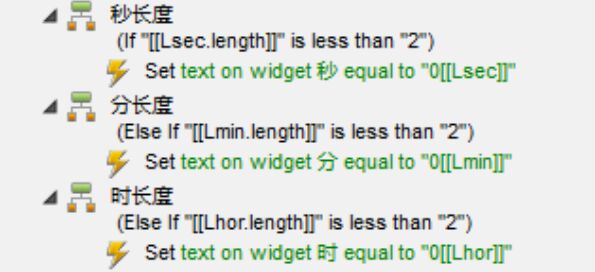 秒长度
(If "[[Lsec.length]]" is less than "2")
Set text on widget 秒 equal to "0[[Lsec]]"
分长度
(Else If "[[Lmin.length]]" is less than "2")
Set text on widget 分 equal to "0[[Lmin]]"
时长度
(Else If "[[Lhor.length]]" is less than "2")
Set text on widget 时 equal to "0[[Lhor]]"